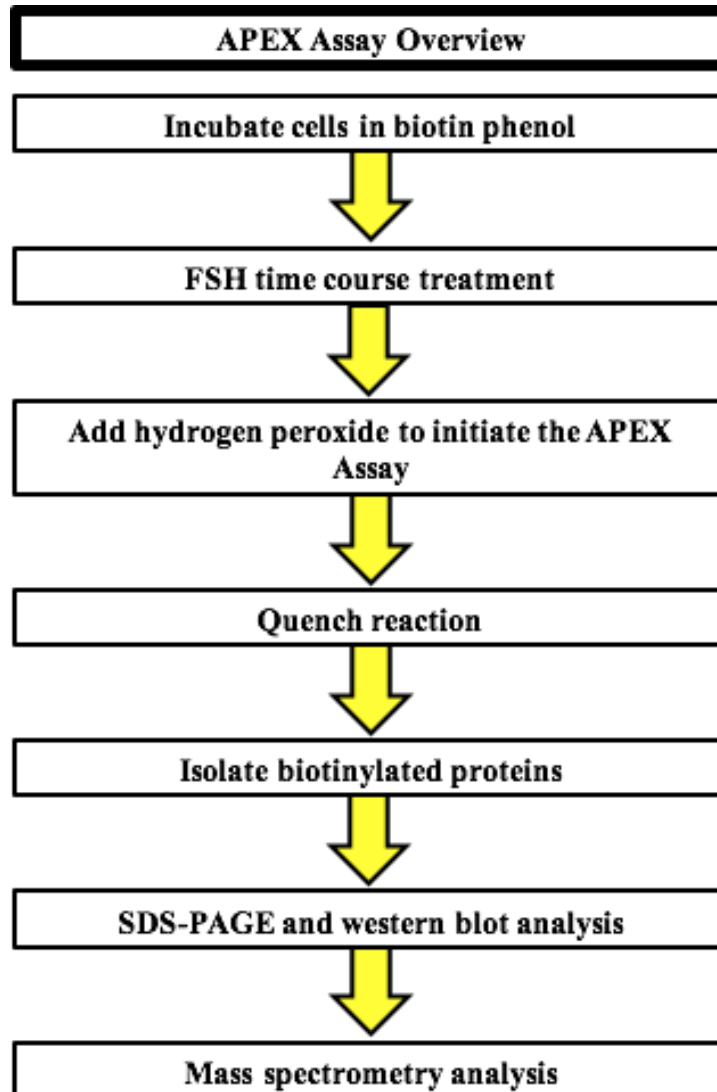 APEX Assay Overview
Incubate cells in biotin phenol
FSH time course treatment
Add hydrogen peroxide to initiate the APEX
Assay
Quench reaction
Isolate biotinylated proteins
SDS-PAGE and western blot analysis
Mass spectrometry analysis